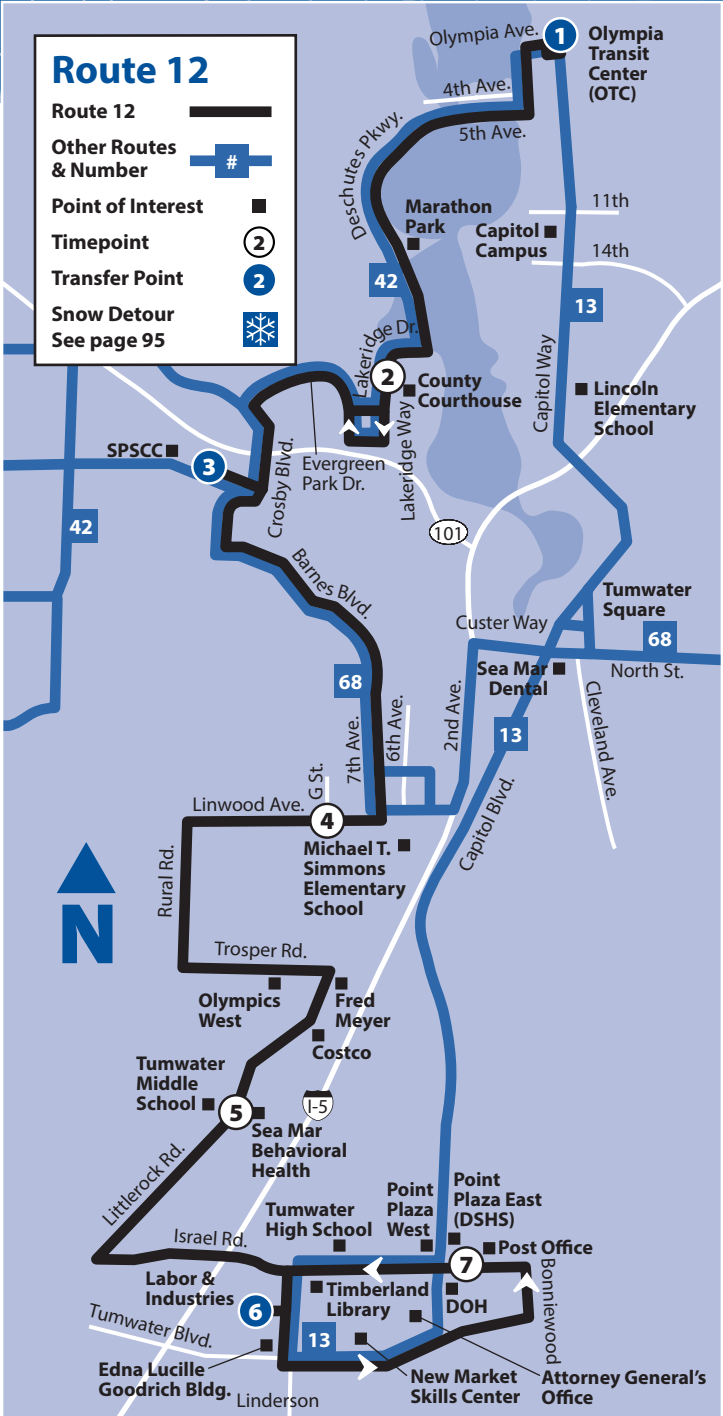 Route 12
Route 12
Other Routes
& Number
#
Point of Interest
Timepoint
2
Transfer Point
2
Snow Detour
See page 95
Olympia Ave.
1
Olympia
Transit
Center
(OTC)
4th Ave.
5th Ave.
Deschutes Pkwy.
Marathon
Park
Capitol
Campus
11th
14th
42
13
Lakeridge Dr.
2
County
Courthouse
Capitol Way
Lincoln
Elementary
School
SPSCC
3
Crosby Blvd.
Evergreen
Park Dr.
Lakeridge Way
101
42
Barnes Blvd.
Tumwater
Square
Custer Way
68
North St.
Sea Mar
Dental
68
7th Ave.
6th Ave.
2nd Ave.
13
Cleveland Ave.
Capitol Blvd.
G St.
Linwood Ave.
4
Michael T.
Simmons
Elementary
School
Rural Rd.
N
Trosper Rd.
Olympics
West
Fred
Meyer
Costco
Tumwater
Middle
School
5
I-5
Sea Mar
Behavioral
Health
Littlerock Rd.
Israel Rd.
Tumwater
High School
Point
Plaza
West
Point
Plaza East
(DSHS)
7
Post Office
Labor &
Industries
6
Timberland
Library
DOH
Bonniewood
Tumwater Blvd.
13
Edna Lucille
Goodrich Bldg.
Linderson
New Market
Skills Center
Attorney General's
Office